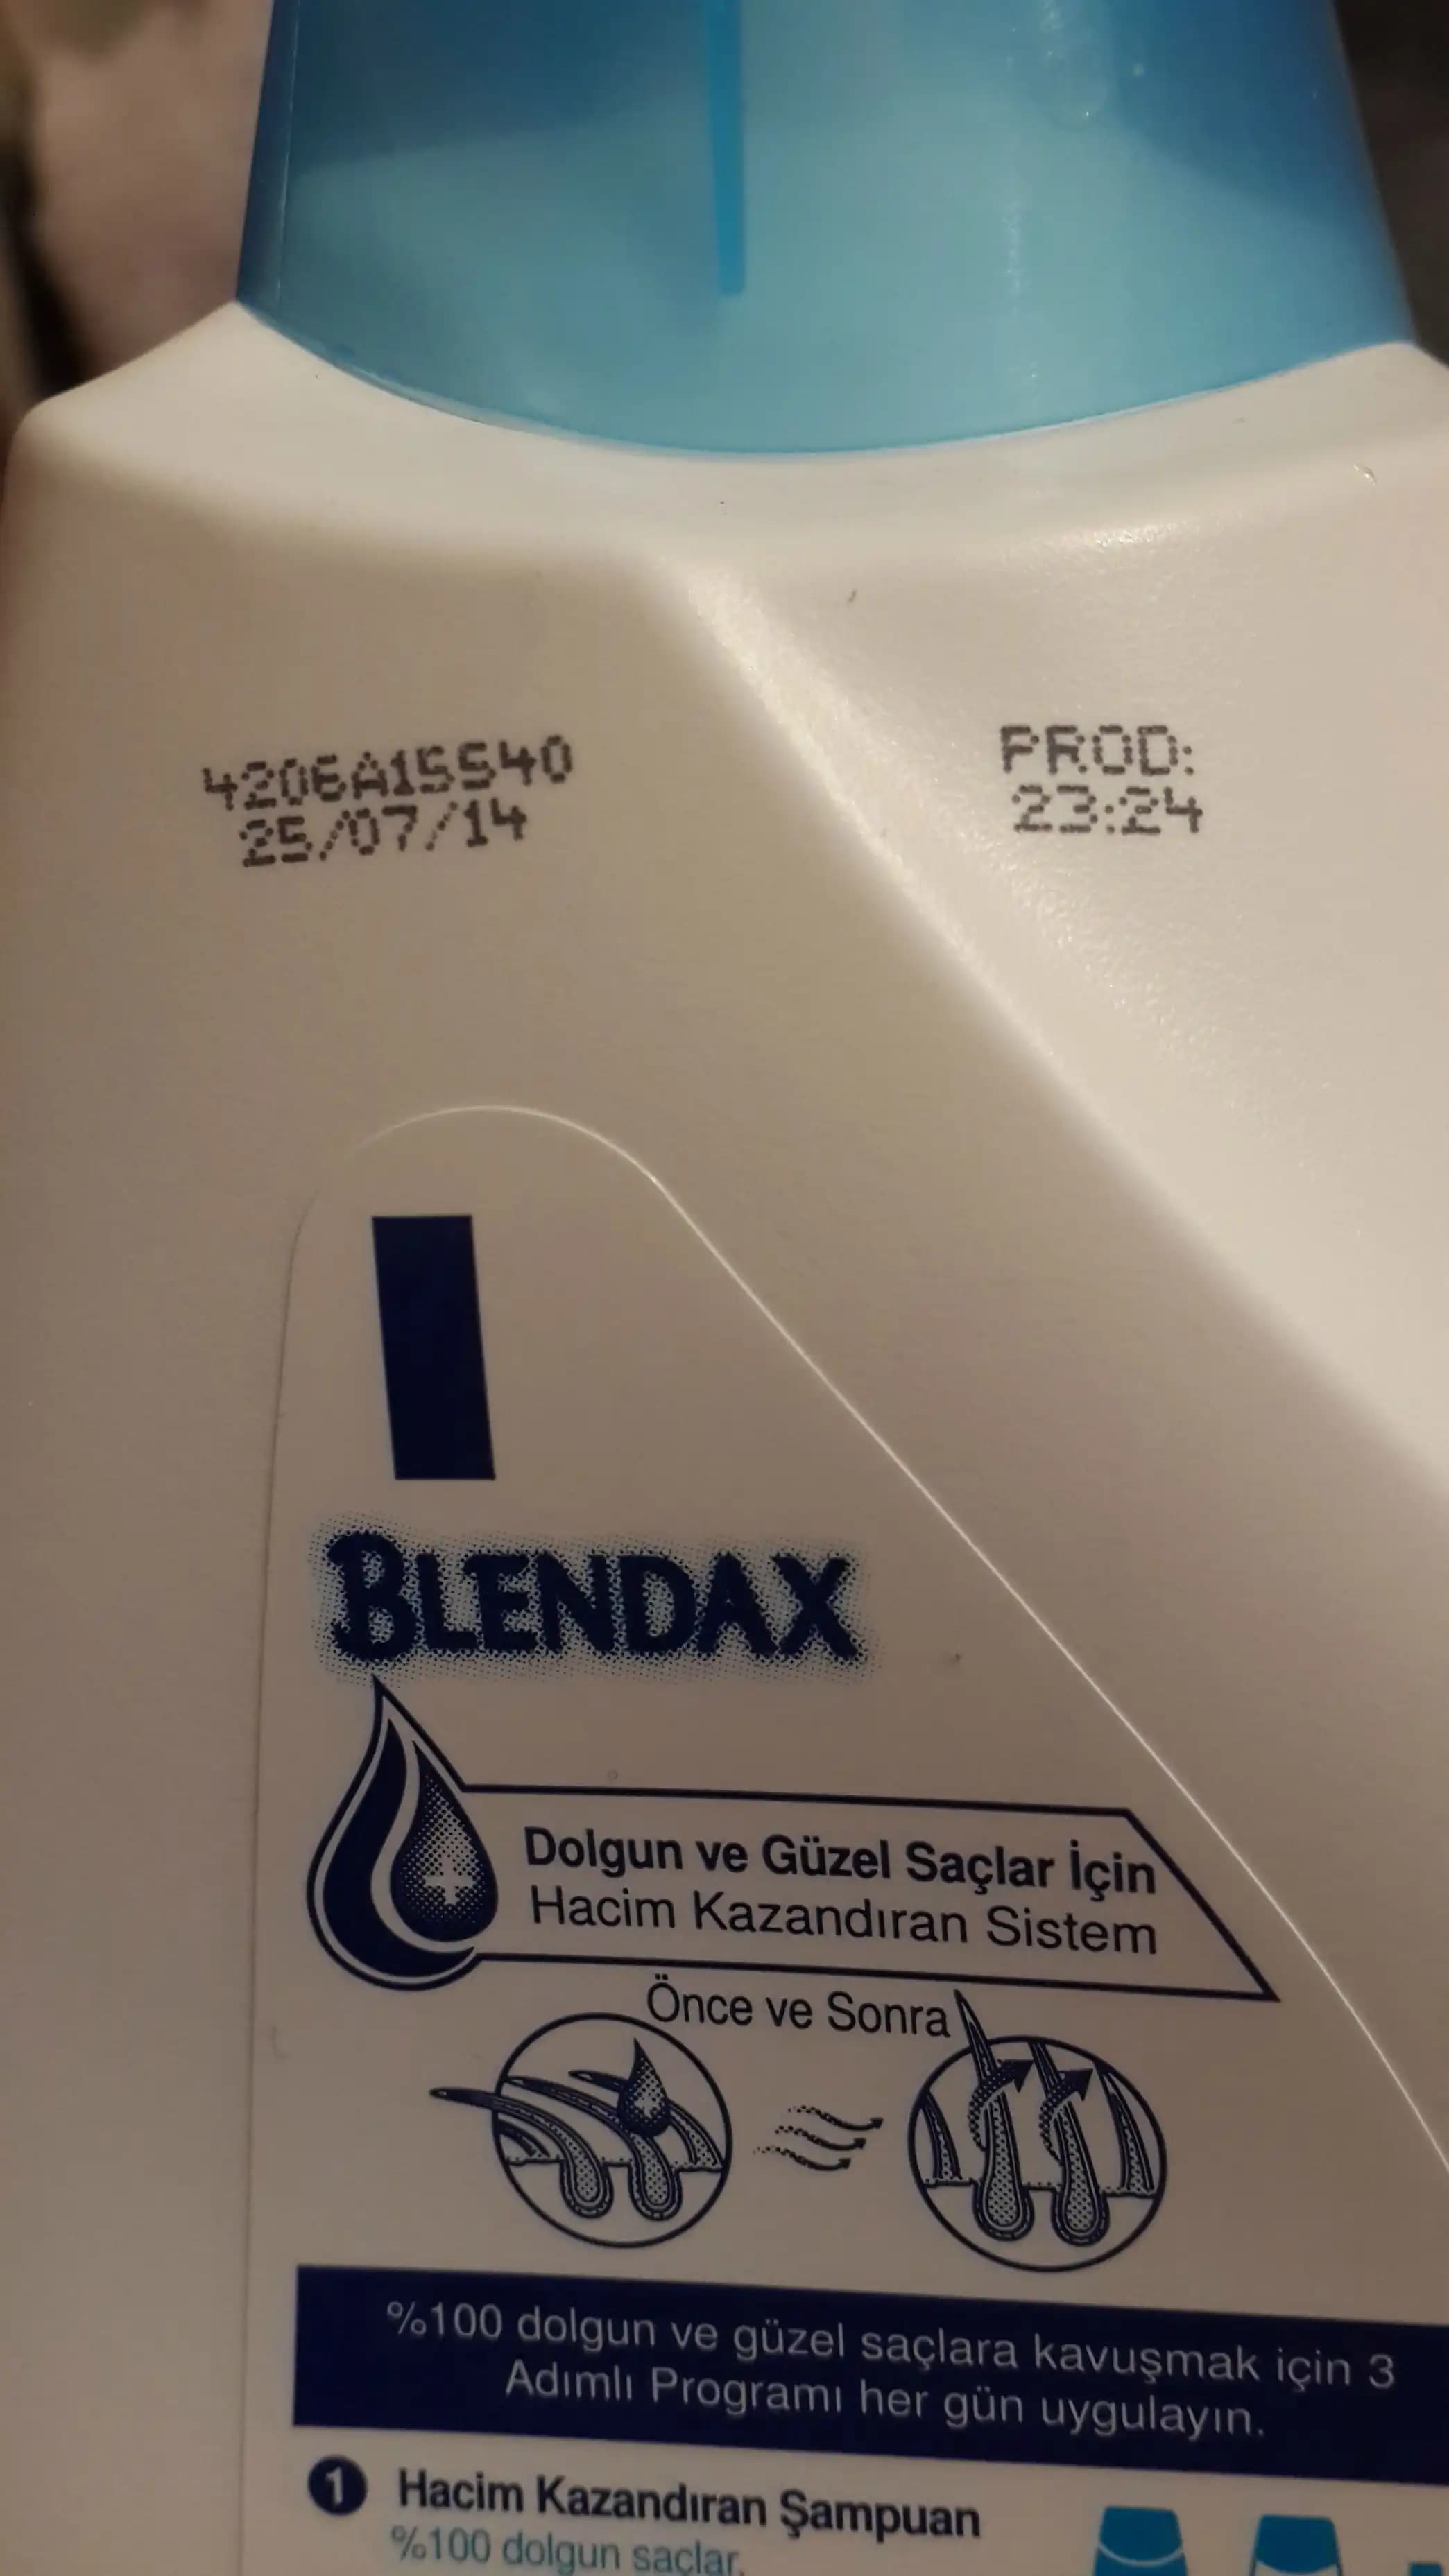 4206A15540
25/07/14
PROD:
23:24
BLENDAX
Dolgun ve Güzel Saçlar İçin
Hacim Kazandıran Sistem
Önce ve Sonra
%100 dolgun ve güzel saçlara kavuşmak için 3
Adımlı Programı her gün uygulayın.
1 Hacim Kazandıran Şampuan
%100 dolgun saçlar.